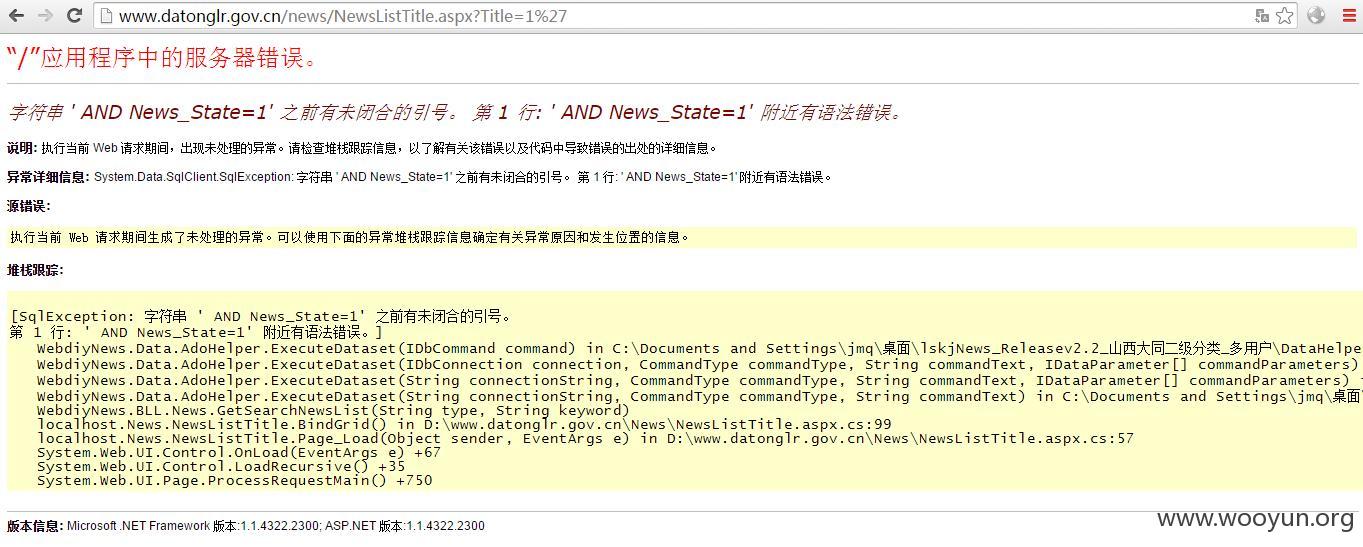 www.datonglr.gov.cn/news/NewsListTitle.aspx?Title=1%27
“/”应用程序中的服务器错误。
字符串 ' AND News_State=1' 之前有未闭合的引号。 第 1 行: ' AND News_State=1' 附近有语法错误。
说明: 执行当前 Web 请求期间，出现未处理的异常。请检查堆栈跟踪信息，以了解有关该错误以及代码中导致错误的出处的详细信息。
异常详细信息: System.Data.SqlClient.SqlException: 字符串 ' AND News_State=1' 之前有未闭合的引号。 第 1 行: ' AND News_State=1' 附近有语法错误。
源错误:
执行当前 Web 请求期间生成了未处理的异常。可以使用下面的异常堆栈跟踪信息确定有关异常原因和发生位置的信息。
堆栈跟踪:
[SqlException: 字符串 ' AND News_State=1' 之前有未闭合的引号。
第 1 行: ' AND News_State=1' 附近有语法错误。]
WebdiyNews.Data.AdoHelper.ExecuteDataset(IDbCommand command) in C:\Documents and Settings\jmq\桌面\lskjNews_Releasev2.2_山西大同二级分类_多用户\DataHelpe
WebdiyNews.Data.AdoHelper.ExecuteDataset(IDbConnection connection, CommandType commandType, String commandText, IDataParameter[] commandParameters)
WebdiyNews.Data.AdoHelper.ExecuteDataset(String connectionString, CommandType commandType, String commandText, IDataParameter[] commandParameters)
WebdiyNews.Data.AdoHelper.ExecuteDataset(String connectionString, CommandType commandType, String commandText) in C:\Documents and Settings\jmq\桌面
WebdiyNews.BLL.News.GetSearchNewsList(String type, String keyword)
localhost.News.NewsListTitle.BindGrid() in D:\www.datonglr.gov.cn\News\NewsListTitle.aspx.cs:99
localhost.News.NewsListTitle.Page_Load(Object sender, EventArgs e) in D:\www.datonglr.gov.cn\News\NewsListTitle.aspx.cs:57
System.Web.UI.Control.OnLoad(EventArgs e) +67
System.Web.UI.Control.LoadRecursive() +35
System.Web.UI.Page.ProcessRequestMain() +750
版本信息: Microsoft .NET Framework 版本:1.1.4322.2300; ASP.NET 版本:1.1.4322.2300
www.wooyun.org